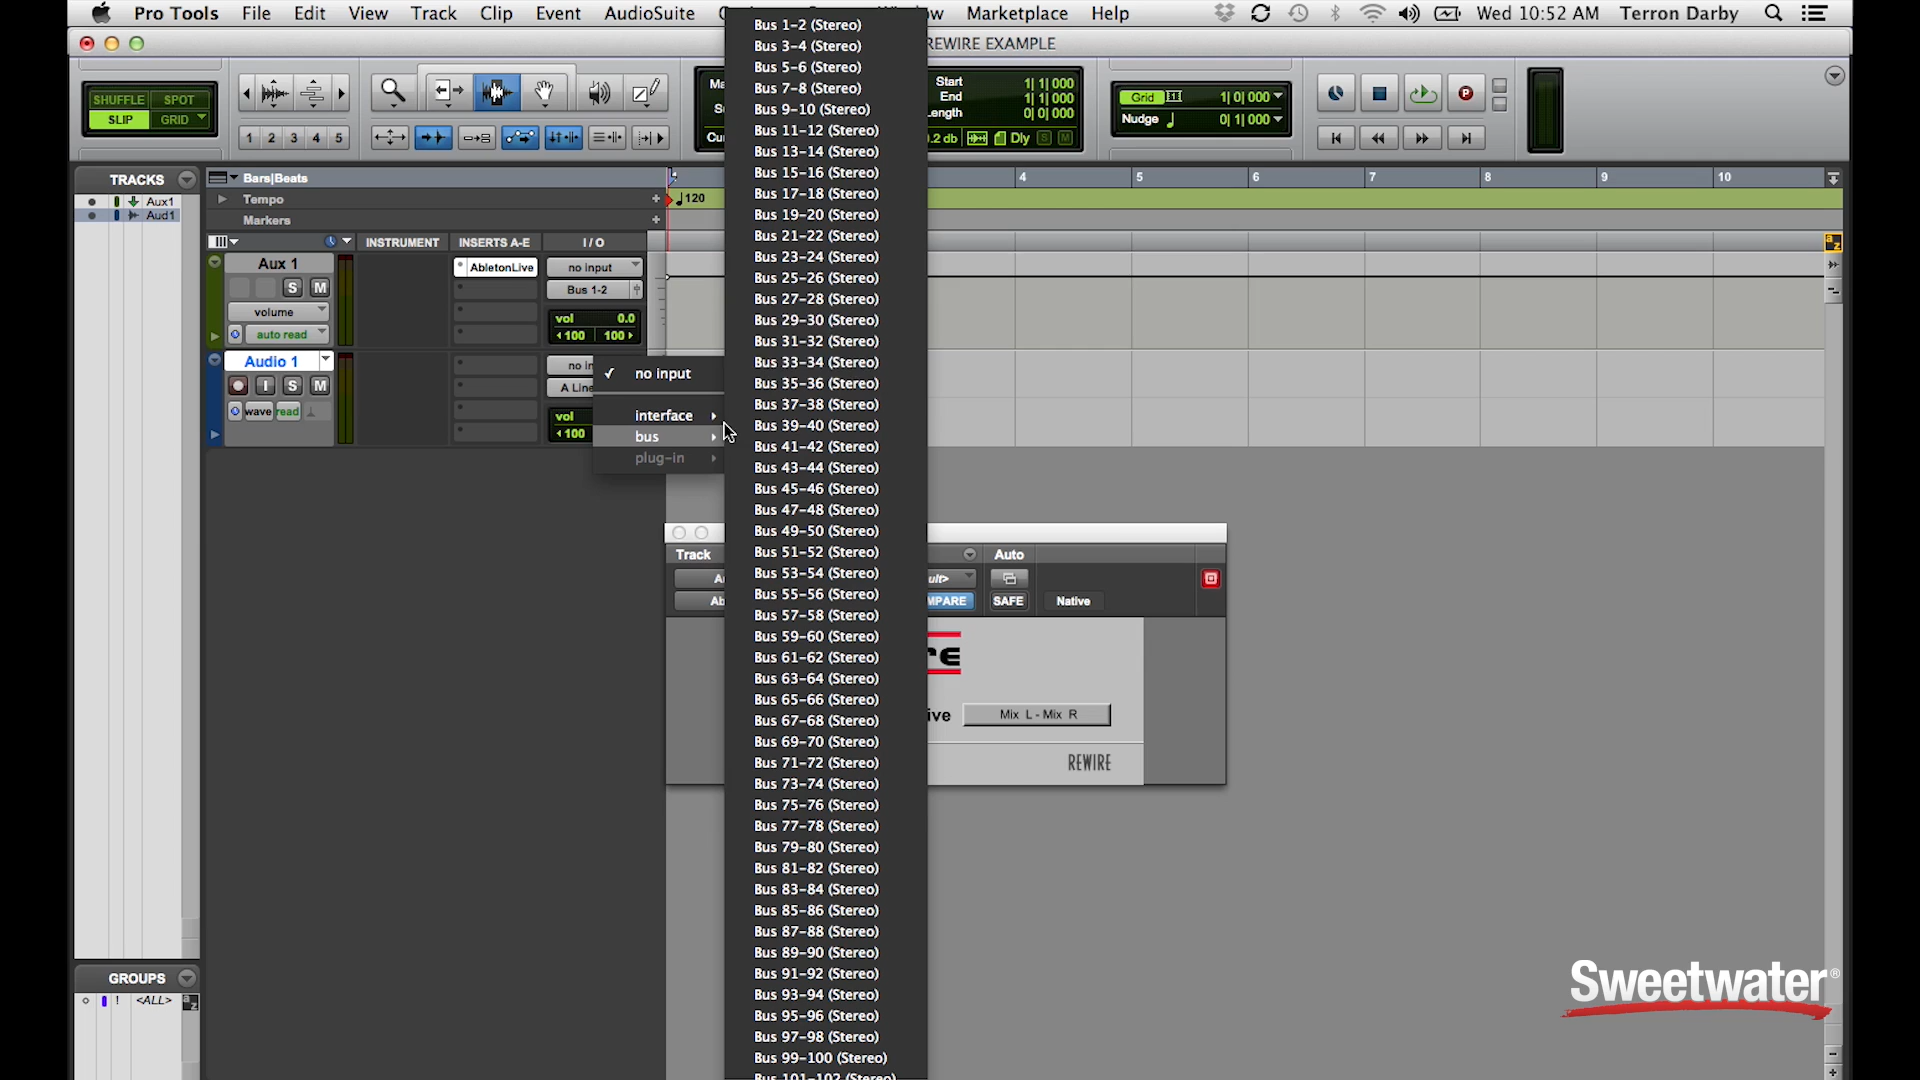 Pro Tools File Edit View Track Clip Event AudioSuite Marketplace Help Wed 10:52 AM Terron Darby
REWIRE EXAMPLE
SHUFFLE SPOT
SLIP GRID
1 2 3 4 5
Start 1| 1| 000
End 1| 1| 000
Length 0| 0| 000
Dly S M
Grid 1| 0| 000
Nudge 0| 1| 000
TRACKS
Aux1
Aud1
Bars|Beats
4 5 6 7 8 9 10
Tempo
120
Markers
INSTRUMENT INSERTS A-E I / O
Aux 1
S M
volume
auto read
AbletonLive
no input
Bus 1-2
vol 0.0
100 100
Audio 1
I S M
wave read
vol
100
no input
interface
bus
plug-in
Bus 1-2 (Stereo)
Bus 3-4 (Stereo)
Bus 5-6 (Stereo)
Bus 7-8 (Stereo)
Bus 9-10 (Stereo)
Bus 11-12 (Stereo)
Bus 13-14 (Stereo)
Bus 15-16 (Stereo)
Bus 17-18 (Stereo)
Bus 19-20 (Stereo)
Bus 21-22 (Stereo)
Bus 23-24 (Stereo)
Bus 25-26 (Stereo)
Bus 27-28 (Stereo)
Bus 29-30 (Stereo)
Bus 31-32 (Stereo)
Bus 33-34 (Stereo)
Bus 35-36 (Stereo)
Bus 37-38 (Stereo)
Bus 39-40 (Stereo)
Bus 41-42 (Stereo)
Bus 43-44 (Stereo)
Bus 45-46 (Stereo)
Bus 47-48 (Stereo)
Bus 49-50 (Stereo)
Bus 51-52 (Stereo)
Bus 53-54 (Stereo)
Bus 55-56 (Stereo)
Bus 57-58 (Stereo)
Bus 59-60 (Stereo)
Bus 61-62 (Stereo)
Bus 63-64 (Stereo)
Bus 65-66 (Stereo)
Bus 67-68 (Stereo)
Bus 69-70 (Stereo)
Bus 71-72 (Stereo)
Bus 73-74 (Stereo)
Bus 75-76 (Stereo)
Bus 77-78 (Stereo)
Bus 79-80 (Stereo)
Bus 81-82 (Stereo)
Bus 83-84 (Stereo)
Bus 85-86 (Stereo)
Bus 87-88 (Stereo)
Bus 89-90 (Stereo)
Bus 91-92 (Stereo)
Bus 93-94 (Stereo)
Bus 95-96 (Stereo)
Bus 97-98 (Stereo)
Bus 99-100 (Stereo)
Bus 101-102 (Stereo)
Track Auto
SAFE Native
Mix L - Mix R
REWIRE
GROUPS
! <ALL>
Sweetwater®